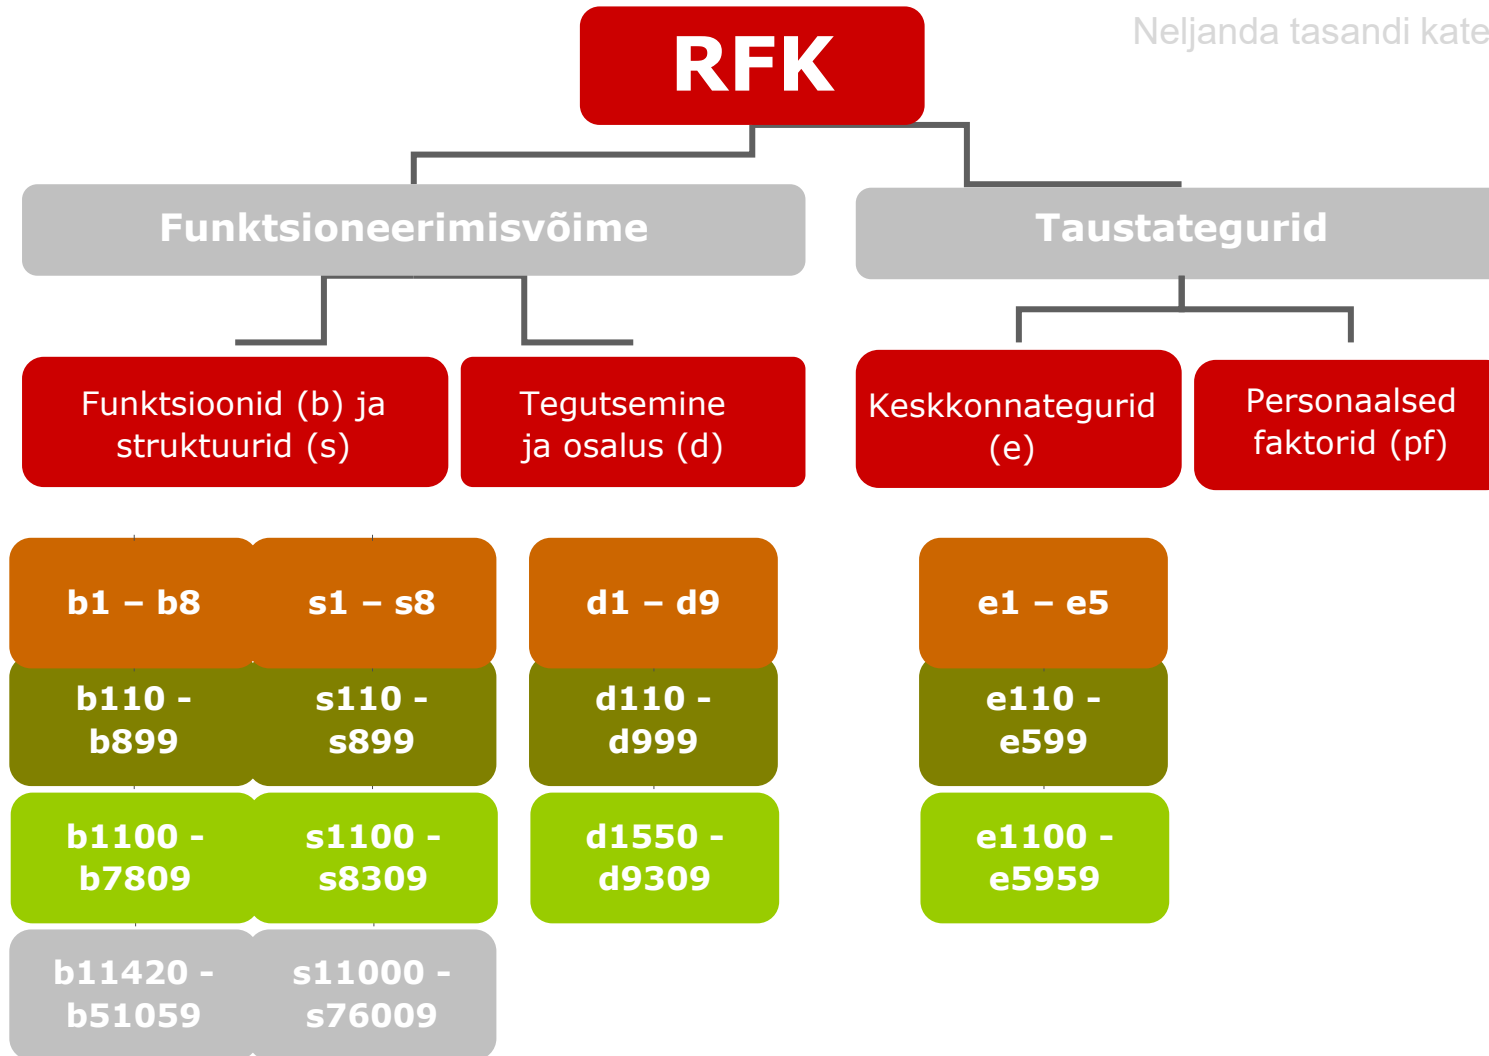 RFK
Neljanda tasandi kate
Funktsioneerimisvõime
Taustategurid
Funktsioonid (b) ja
struktuurid (s)
Tegutsemine
ja osalus (d)
Keskkonnategurid
(e)
Personaalsed
faktorid (pf)
b1 – b8
s1 – s8
d1 – d9
e1 – e5
b110 -
b899
s110 -
s899
d110 -
d999
e110 -
e599
b1100 -
b7809
s1100 -
s8309
d1550 -
d9309
e1100 -
e5959
b11420 -
b51059
s11000 -
s76009